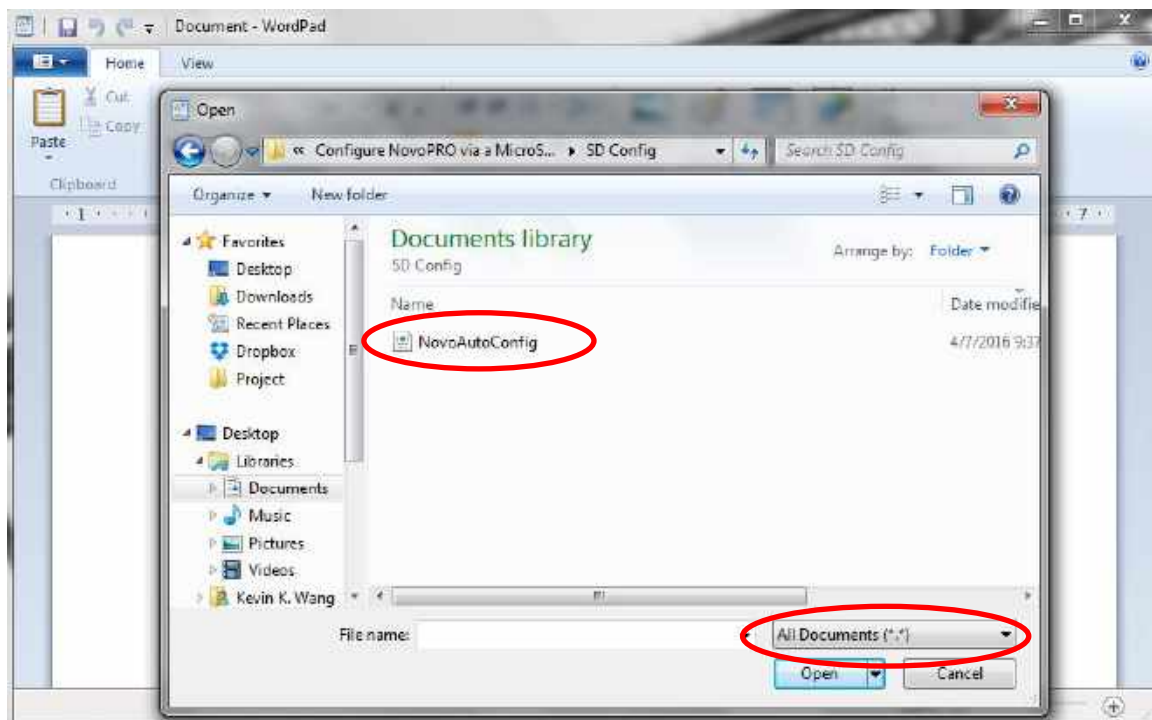 Document - WordPad
Home View
Cut
Copy
Paste
Clipboard
Open
« Configure NovoPRO via a MicroS... ▸ SD Config
Search SD Config
Organize
New folder
Favorites
Desktop
Downloads
Recent Places
Dropbox
Project
Desktop
Libraries
Documents
Music
Pictures
Videos
Kevin K. Wang
Documents library
SD Config
Arrange by: Folder
Name
Date modifie
NovoAutoConfig
4/7/2016 9:37
File name:
All Documents (*.*)
Open
Cancel
1
7